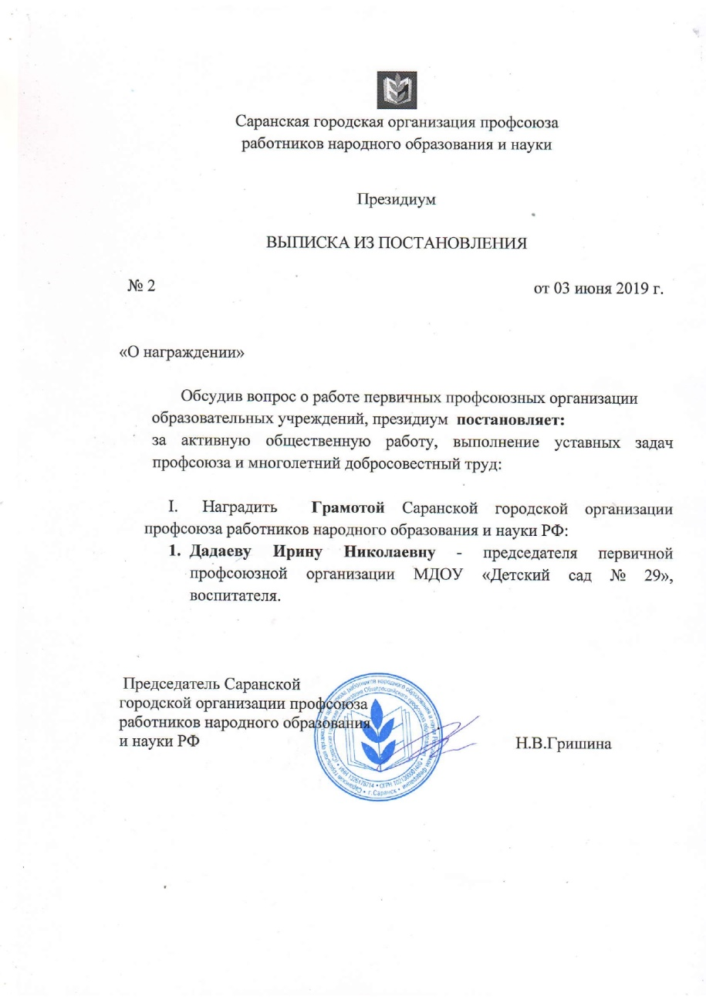 Саранская городская организация профсоюза
работников народного образования и науки
Президиум
ВЫПИСКА ИЗ ПОСТАНОВЛЕНИЯ
№ 2 от 03 июня 2019 г.
«О награждении»
Обсудив вопрос о работе первичных профсоюзных организации
образовательных учреждений, президиум постановляет:
за активную общественную работу, выполнение уставных задач
профсоюза и многолетний добросовестный труд:
I. Наградить Грамотой Саранской городской организации
профсоюза работников народного образования и науки РФ:
1. Дадаеву Ирину Николаевну - председателя первичной
профсоюзной организации МДОУ «Детский сад № 29»,
воспитателя.
Председатель Саранской
городской организации профсоюза
работников народного образования
и науки РФ
Н.В.Гришина
г. Саранск